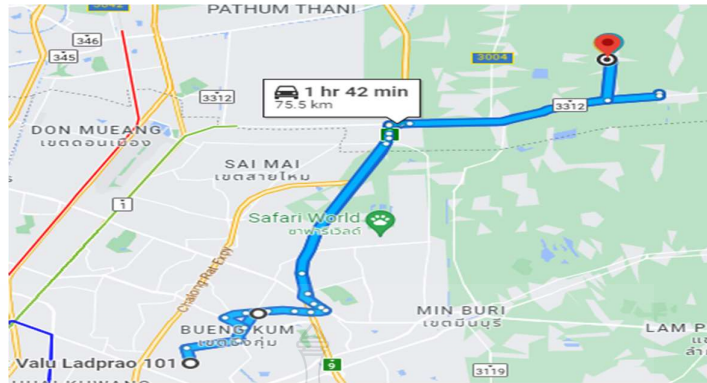 3042
PATHUM THANI
346
345
3004
3312
1 hr 42 min
75.5 km
3312
DON MUEANG
เขตดอนเมือง
SAI MAI
เขตสายไหม
1
Safari World
ซาฟารีเวิลด์
Chalong Rat Expy
MIN BURI
เขตมีนบุรี
BUENG KUM
เขตบึงกุ่ม
LAM P
Valu Ladprao 101
9
3119